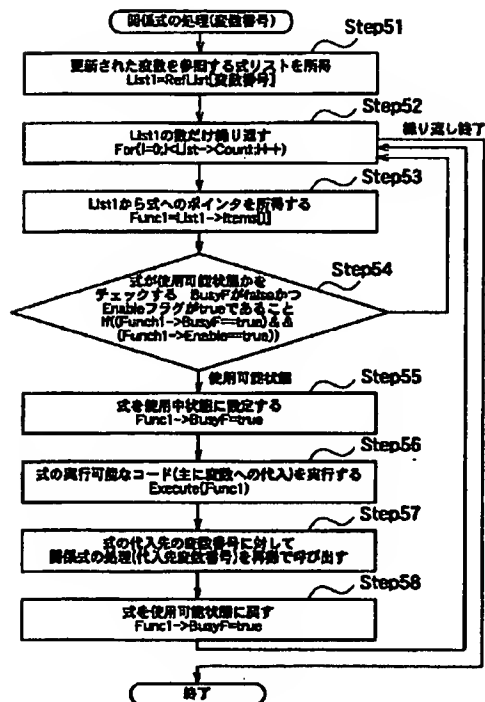 関係式の処理(変数番号)
Step51
更新された変数を参照する式リストを所得
List1=RefList[変数番号]
Step52
List1の数だけ繰り返す
For(I=0;I<List->Count;I++)
繰り返し終了
Step53
List1から式へのポインタを所得する
Func1=List1->Items[I]
Step54
式が使用可能状態かを
チェックする BusyFがfalseかつ
Enableフラグがtrueであること
If((Funch1->BusyF==true)&&
(Funch1->Enable==true))
使用可能状態
Step55
式を使用中状態に設定する
Func1->BusyF=true
Step56
式の実行可能なコード(主に変数への代入)を実行する
Execute(Func1)
Step57
式の代入先の変数番号に対して
関係式の処理(代入先変数番号)を再帰で呼び出す
Step58
式を使用可能状態に戻す
Func1->BusyF=true
終了